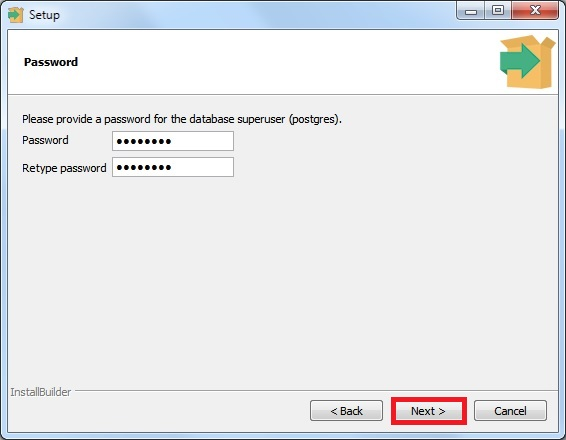 Setup
Password
Please provide a password for the database superuser (postgres).
Password ••••••••
Retype password ••••••••
InstallBuilder
< Back Next > Cancel